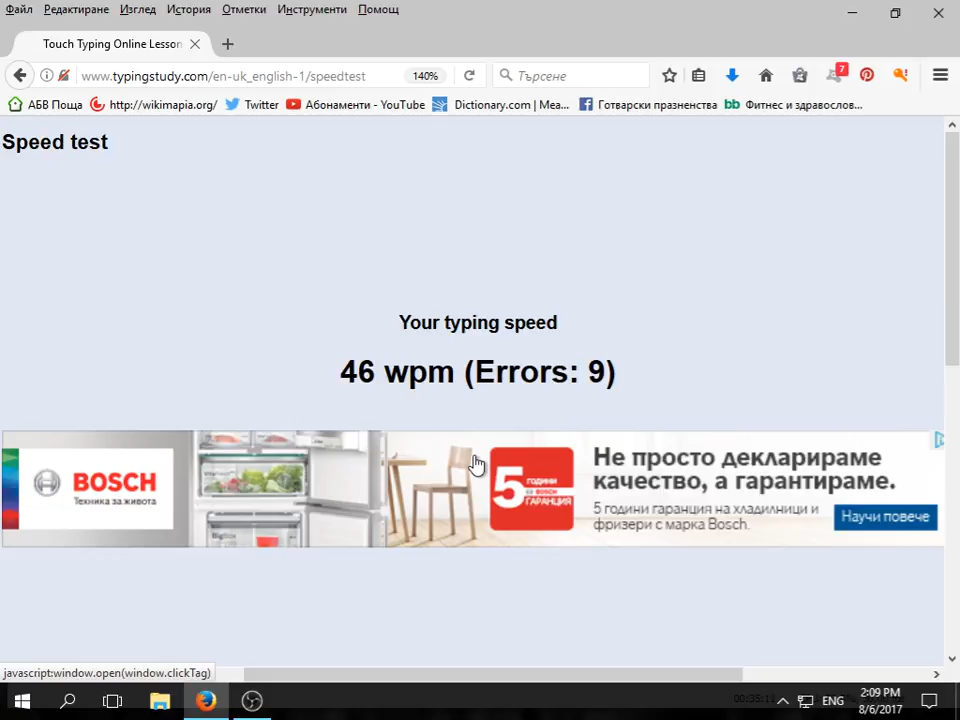 Файл Редактиране Изглед История Отметки Инструменти Помощ
Touch Typing Online Lesson
www.typingstudy.com/en-uk_english-1/speedtest 140% Търсене 7
АБВ Поща http://wikimapia.org/ Twitter Абонаменти - YouTube Dictionary.com | Mea... Готварски празненства bb Фитнес и здравослов...
Speed test
Your typing speed
46 wpm (Errors: 9)
BOSCH
Техника за живота
5 години
BOSCH
ГАРАНЦИЯ
Не просто декларираме
качество, а гарантираме.
5 години гаранция на хладилници и
фризери с марка Bosch.
Научи повече
javascript:window.open(window.clickTag)
ENG
2:09 PM
8/6/2017